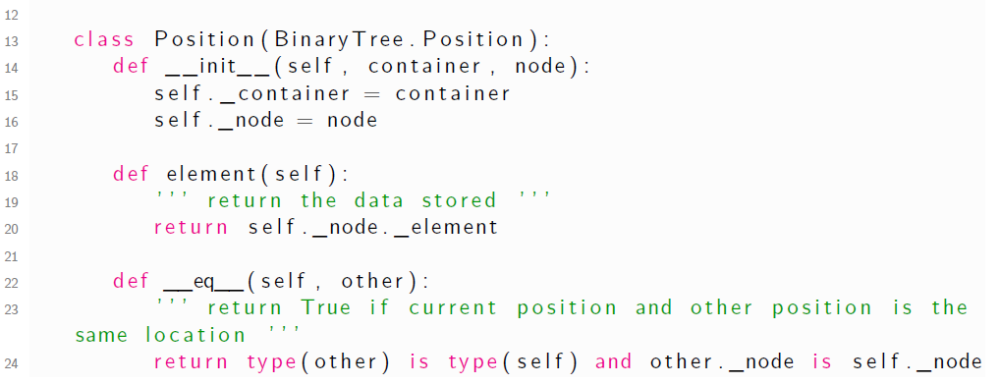 12
13 class Position(BinaryTree.Position):
14 def __init__(self, container, node):
15 self._container = container
16 self._node = node
17
18 def element(self):
19 ''' return the data stored '''
20 return self._node._element
21
22 def __eq__(self, other):
23 ''' return True if current position and other position is the
same location '''
24 return type(other) is type(self) and other._node is self._node